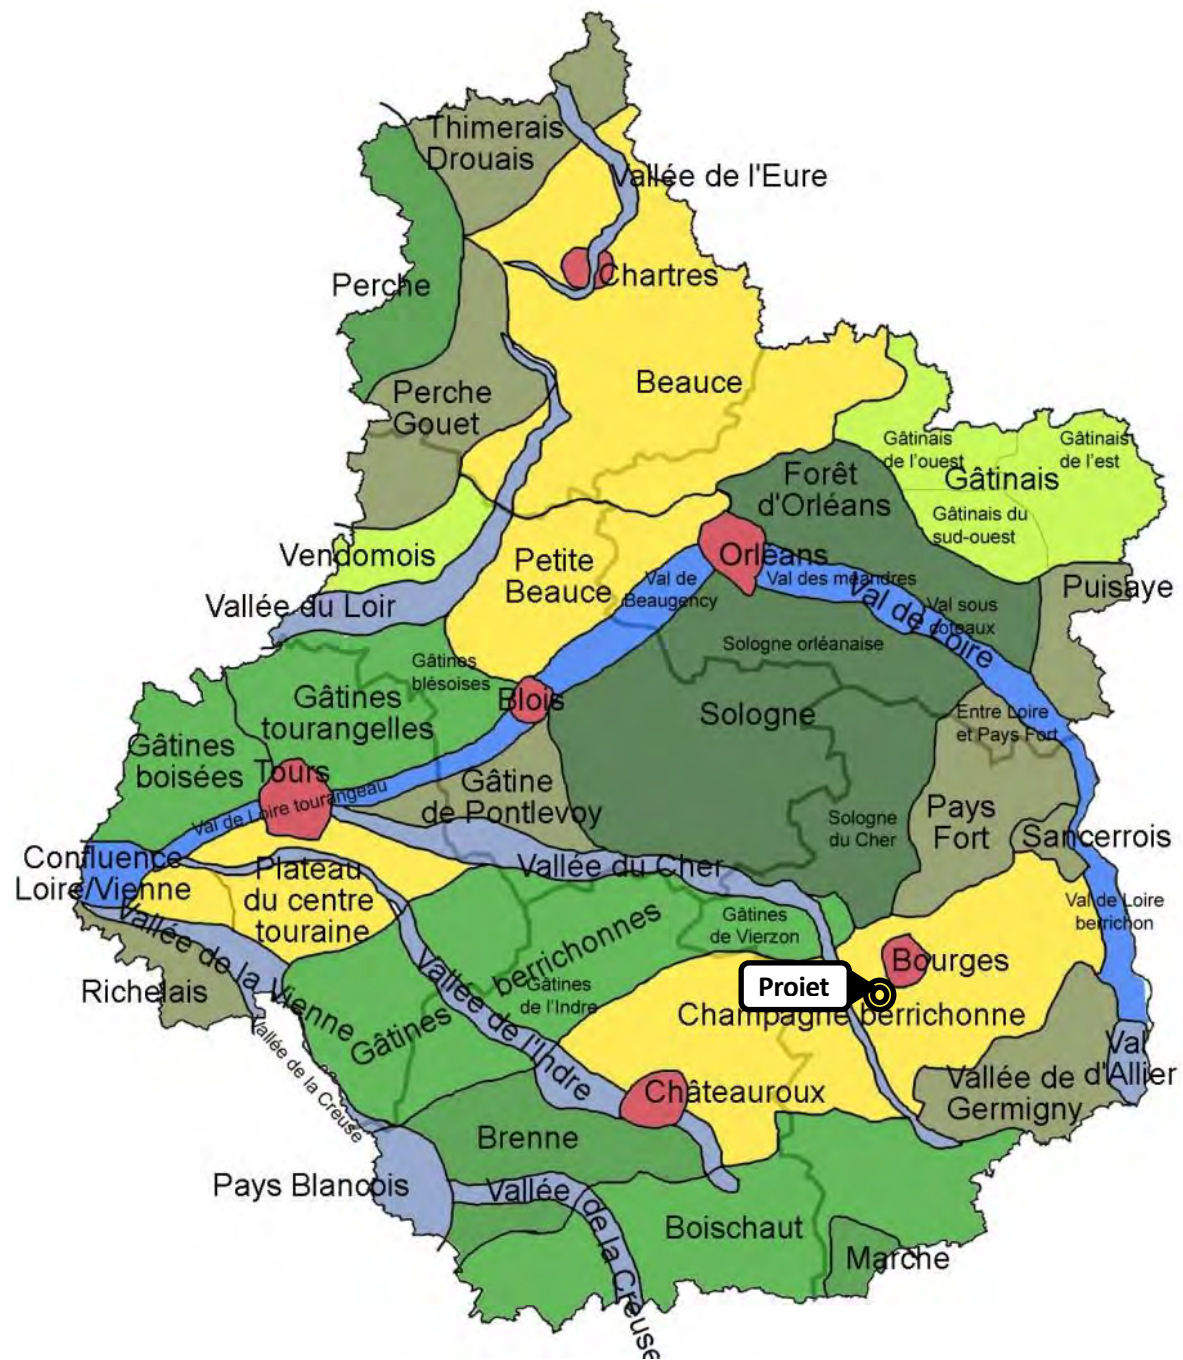 Thimerais
Drouais
Vallée de l'Eure
Chartres
Perche
Beauce
Perche
Gouet
Gâtinais
de l'ouest
Gâtinais
de l'est
Gâtinais
Forêt
d'Orléans
Gâtinais du
sud-ouest
Orléans
Vendomois
Petite
Beauce
Val de
Beaugency
Val des méandres
Val de Loire
Puisaye
Vallée du Loir
Val sous
coteaux
Sologne orléanaise
Gâtines
blésoises
Blois
Gâtines
tourangelles
Sologne
Entre Loire
et Pays Fort
Gâtines
boisées
Tours
Val de Loire tourangeau
Gâtine
de Pontlevoy
Sologne
du Cher
Pays
Fort
Sancerrois
Confluence
Loire/Vienne
Plateau
du centre
touraine
Vallée du Cher
Val de Loire
berrichon
Gâtines
de Vierzon
Vallée de la Vienne
Gâtines berrichonnes
Bourges
Richelais
Vallée de l'Indre
Gâtines
de l'Indre
Proiet
Champagne berrichonne
Vallée de la Creuse
Châteauroux
Val
d'Allier
Vallée de
Germigny
Brenne
Pays Blancois
Vallée de la Creuse
Boischaut
Marche